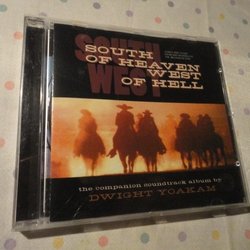 SOUTH
WEST
SOUTH
OF HEAVEN
WEST
OF HELL
the companion soundtrack album by
DWIGHT YOAKAM